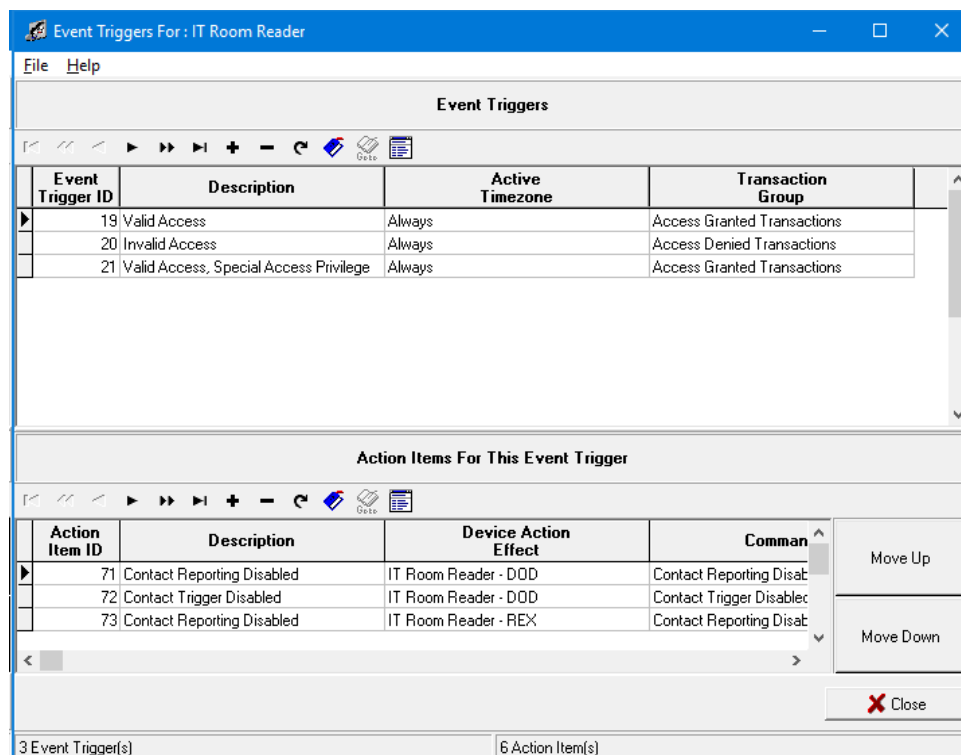 Event Triggers For : IT Room Reader
File Help
Event Triggers
Goto
Event Trigger ID Description Active Timezone Transaction Group
19 Valid Access Always Access Granted Transactions
20 Invalid Access Always Access Denied Transactions
21 Valid Access, Special Access Privilege Always Access Granted Transactions
Action Items For This Event Trigger
Goto
Action Item ID Description Device Action Effect Comman
71 Contact Reporting Disabled IT Room Reader - DOD Contact Reporting Disab
72 Contact Trigger Disabled IT Room Reader - DOD Contact Trigger Disabled
73 Contact Reporting Disabled IT Room Reader - REX Contact Reporting Disab
Move Up
Move Down
Close
3 Event Trigger(s) 6 Action Item(s)